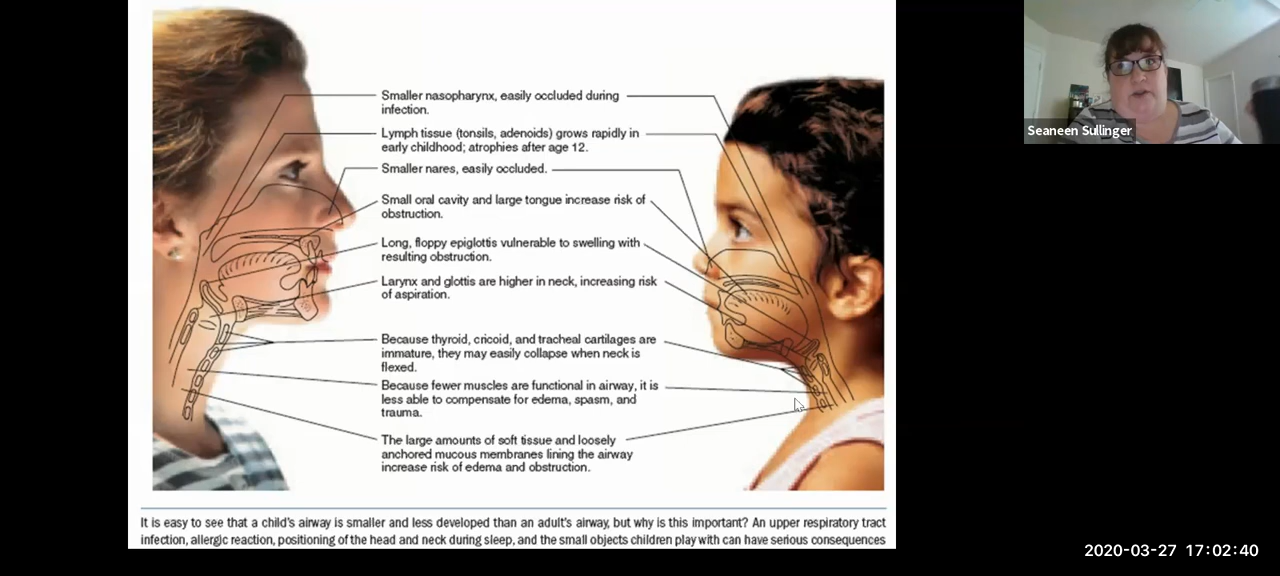 Smaller nasopharynx, easily occluded during
infection.
Lymph tissue (tonsils, adenoids) grows rapidly in
early childhood; atrophies after age 12.
Smaller nares, easily occluded.
Small oral cavity and large tongue increase risk of
obstruction.
Long, floppy epiglottis vulnerable to swelling with
resulting obstruction.
Larynx and glottis are higher in neck, increasing risk
of aspiration.
Because thyroid, cricoid, and tracheal cartilages are
immature, they may easily collapse when neck is
flexed.
Because fewer muscles are functional in airway, it is
less able to compensate for edema, spasm, and
trauma.
The large amounts of soft tissue and loosely
anchored mucous membranes lining the airway
increase risk of edema and obstruction.
It is easy to see that a child's airway is smaller and less developed than an adult's airway, but why is this important? An upper respiratory tract
infection, allergic reaction, positioning of the head and neck during sleep, and the small objects children play with can have serious consequences
Seaneen Sullinger
2020-03-27 17:02:40